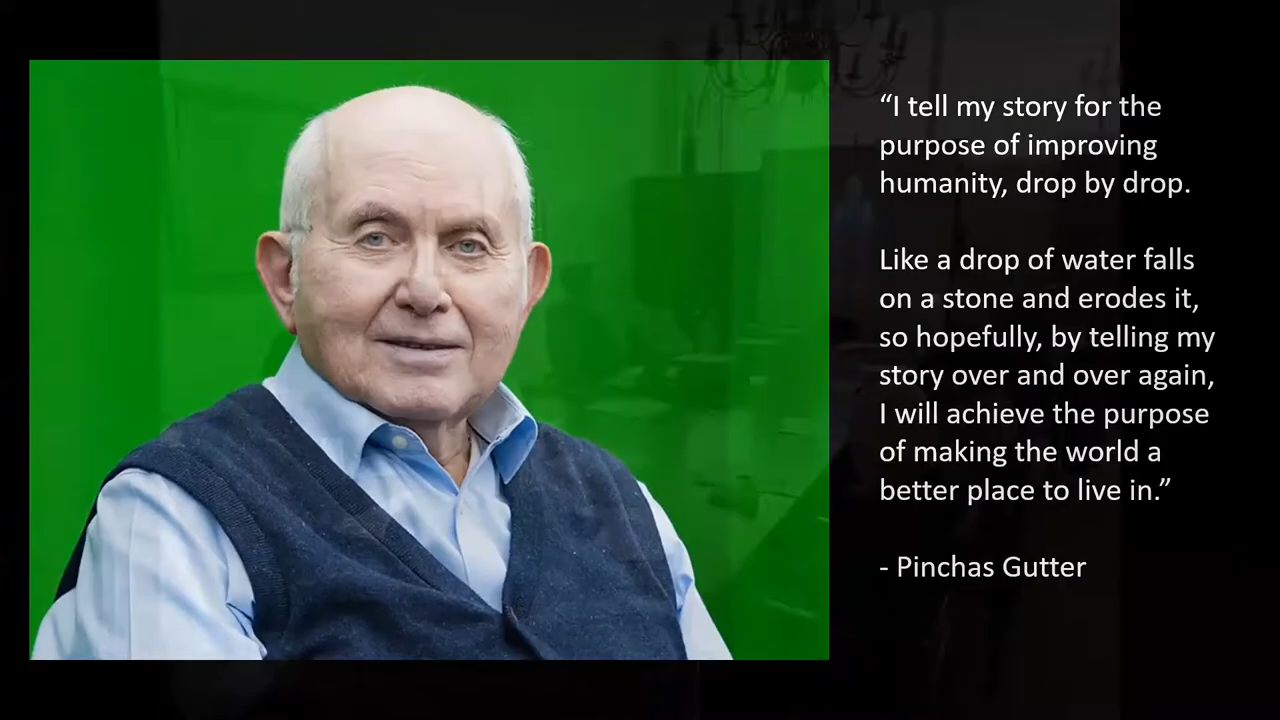 “I tell my story for the
purpose of improving
humanity, drop by drop.
Like a drop of water falls
on a stone and erodes it,
so hopefully, by telling my
story over and over again,
I will achieve the purpose
of making the world a
better place to live in.”
- Pinchas Gutter